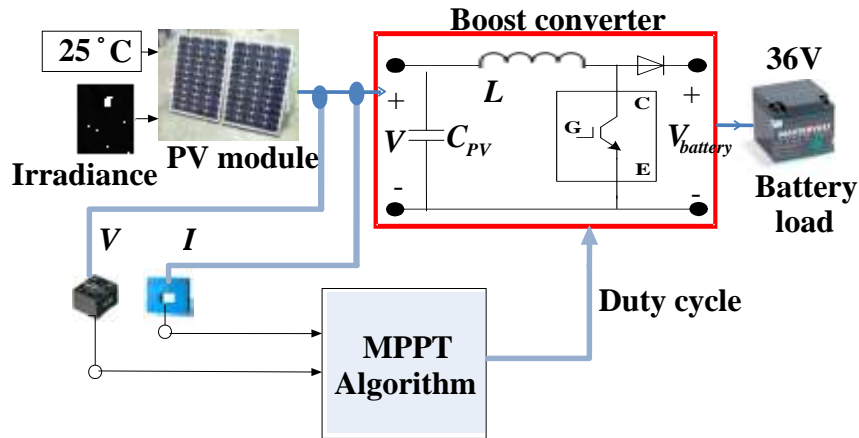 Boost converter
25°C
36V
L
C
+
+
+
V
C_PV
G
V_battery
E
-
-
Irradiance
PV module
Battery
load
V
I
Duty cycle
MPPT
Algorithm